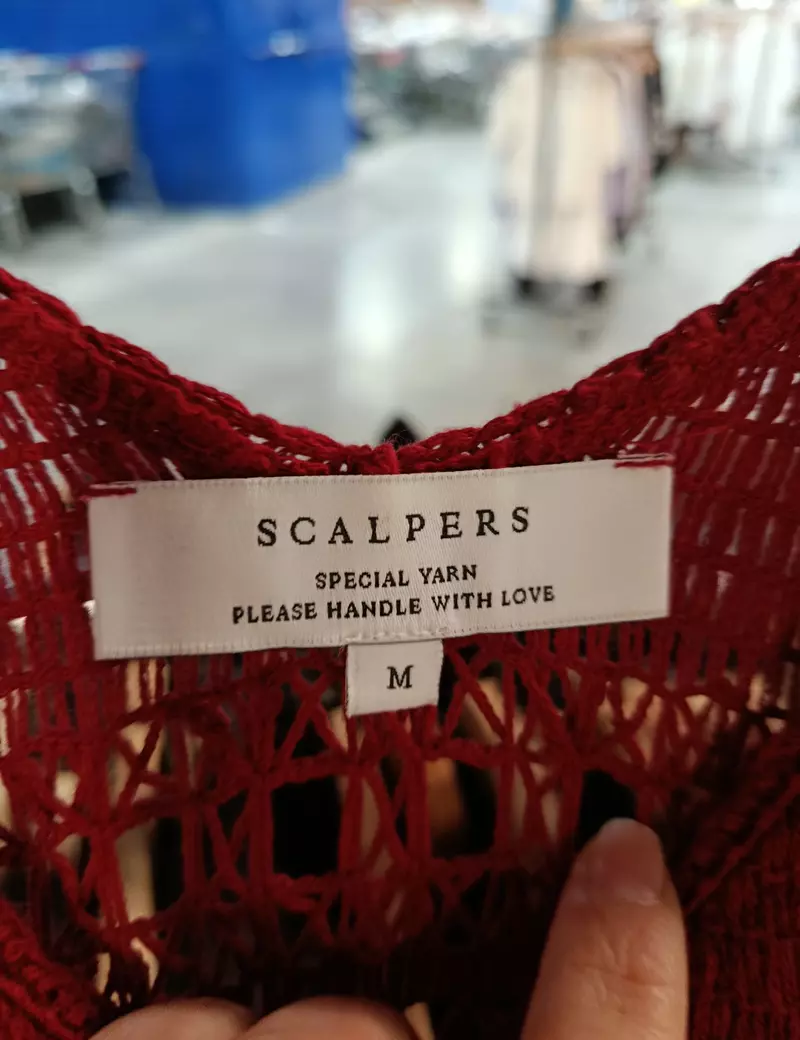 SCALPERS
SPECIAL YARN
PLEASE HANDLE WITH LOVE
M